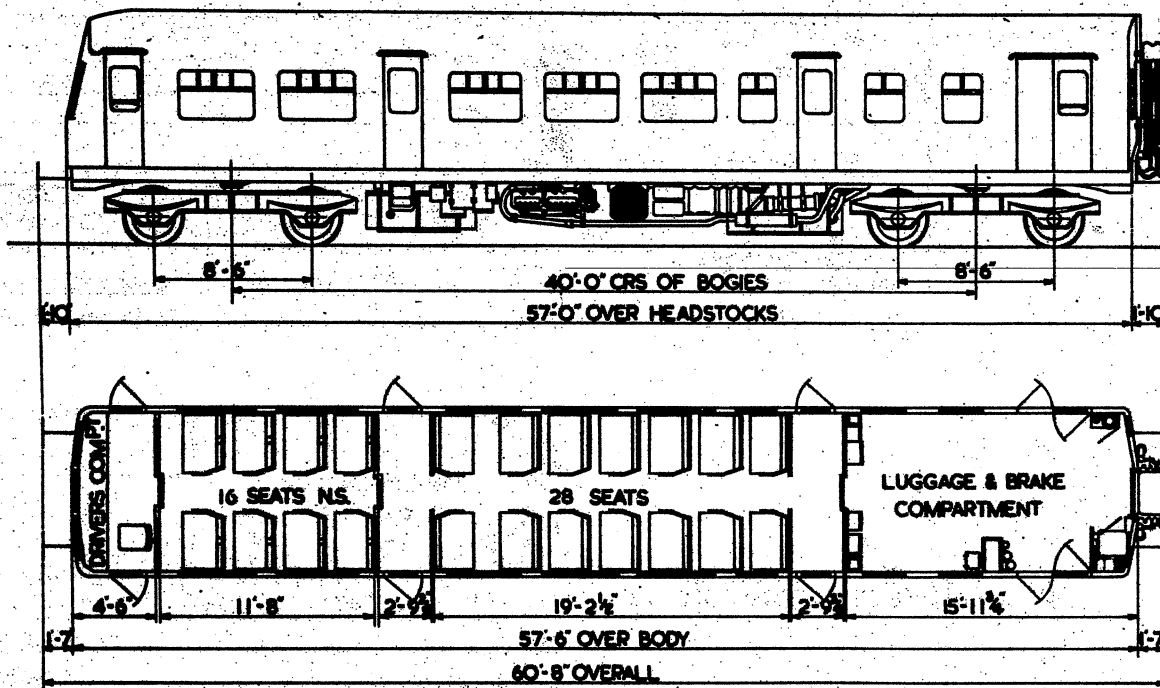 8'-6"
8'-6"
40'-0" CRS OF BOGIES
1'-10"
57'-0" OVER HEADSTOCKS
1'-10
DRIVERS COMP'T
16 SEATS N.S.
28 SEATS
LUGGAGE & BRAKE
COMPARTMENT
4'-6"
11'-8"
2'-9½"
19'-2½"
2'-9½"
15'-11¾"
1'-7"
57'-6" OVER BODY
1'-7
60'-8" OVERALL